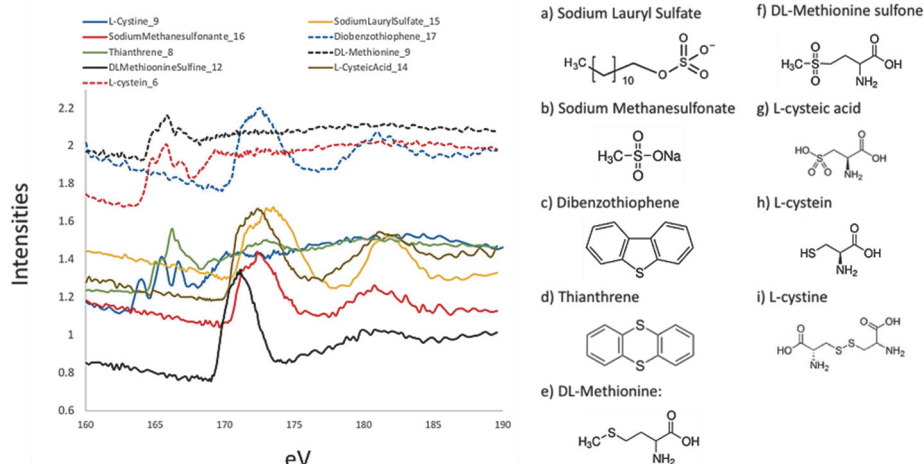 L-Cystine_9
SodiumLaurylSulfate_15
SodiumMethanesulfonante_16
Diobenzothiophene_17
Thianthrene_8
DL-Methionine_9
DLMethioonineSulfine_12
L-CysteicAcid_14
L-cystein_6
2.2
2
1.8
1.6
1.4
1.2
1
0.8
0.6
Intensities
160 165 170 175 180 185 190
eV
a) Sodium Lauryl Sulfate
H₃C 10 O S O O O⁻
b) Sodium Methanesulfonate
O
H₃C-S-ONa
O
c) Dibenzothiophene
S
d) Thianthrene
S
S
e) DL-Methionine:
O
H₃C S OH
NH₂
f) DL-Methionine sulfone
O O
H₃C S OH
O NH₂
g) L-cysteic acid
O
HO S OH
O O NH₂
h) L-cystein
O
HS OH
NH₂
i) L-cystine
O OH
O
HO S S NH₂
NH₂